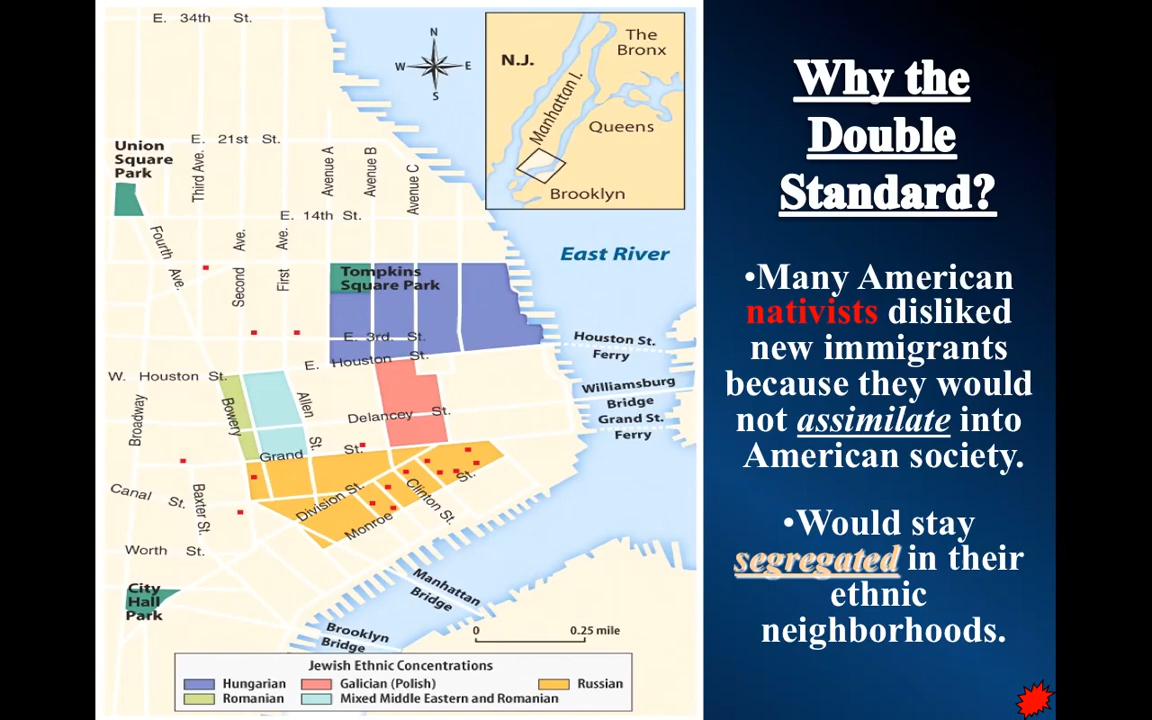 E. 34th St.
N
W E
S
N.J.
The
Bronx
Manhattan I.
Queens
Brooklyn
E. 21st St.
Union
Square
Park
Third Ave.
Avenue A
Avenue B
Avenue C
E. 14th St.
Fourth Ave.
Second Ave.
First Ave.
East River
Tompkins
Square Park
E. 3rd. St.
E. Houston St.
Houston St.
Ferry
W. Houston St.
Williamsburg
Bridge
Grand St.
Ferry
Broadway
Bowery
Allen St.
Delancey St.
Grand St.
Canal St.
Baxter St.
Division St.
Clinton St.
Monroe St.
Worth St.
City
Hall
Park
Manhattan
Bridge
Brooklyn
Bridge
0 0.25 mile
Jewish Ethnic Concentrations
Hungarian Galician (Polish) Russian
Romanian Mixed Middle Eastern and Romanian
Why the
Double
Standard?
•Many American
nativists disliked
new immigrants
because they would
not assimilate into
American society.
•Would stay
segregated in their
ethnic
neighborhoods.